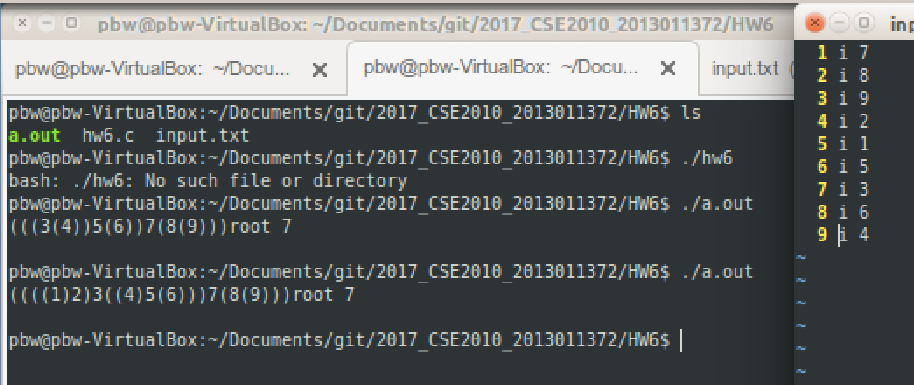 pbw@pbw-VirtualBox: ~/Documents/git/2017_CSE2010_2013011372/HW6
pbw@pbw-VirtualBox: ~/Docu...
pbw@pbw-VirtualBox: ~/Docu...
input.txt
pbw@pbw-VirtualBox:~/Documents/git/2017_CSE2010_2013011372/HW6$ ls
a.out hw6.c input.txt
pbw@pbw-VirtualBox:~/Documents/git/2017_CSE2010_2013011372/HW6$ ./hw6
bash: ./hw6: No such file or directory
pbw@pbw-VirtualBox:~/Documents/git/2017_CSE2010_2013011372/HW6$ ./a.out
(((3(4))5(6))7(8(9)))root 7
pbw@pbw-VirtualBox:~/Documents/git/2017_CSE2010_2013011372/HW6$ ./a.out
((((1)2)3((4)5(6)))7(8(9)))root 7
pbw@pbw-VirtualBox:~/Documents/git/2017_CSE2010_2013011372/HW6$
1 i 7
2 i 8
3 i 9
4 i 2
5 i 1
6 i 5
7 i 3
8 i 6
9 i 4
~
~
~
~
~
~